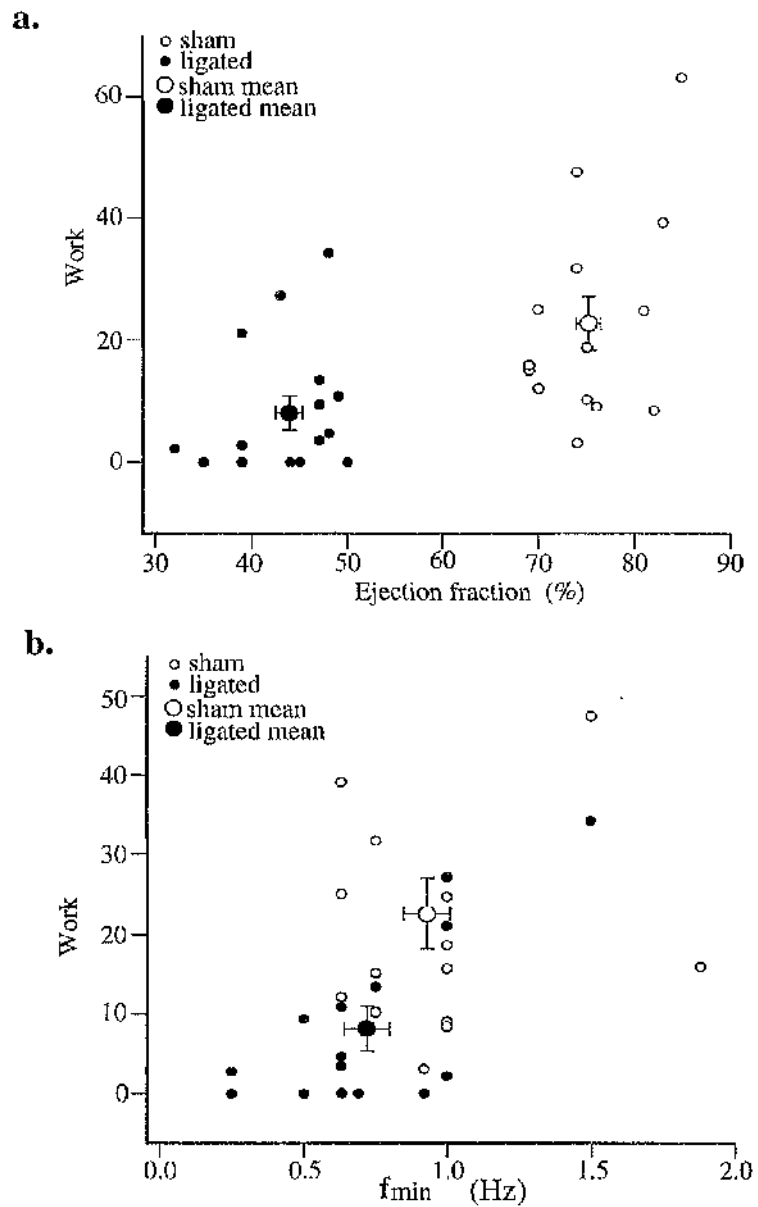 a.
sham
ligated
sham mean
ligated mean
60
40
20
0
Work
30 40 50 60 70 80 90
Ejection fraction (%)
b.
sham
ligated
sham mean
ligated mean
50
40
30
20
10
0
Work
0.0 0.5 1.0 1.5 2.0
fmin (Hz)